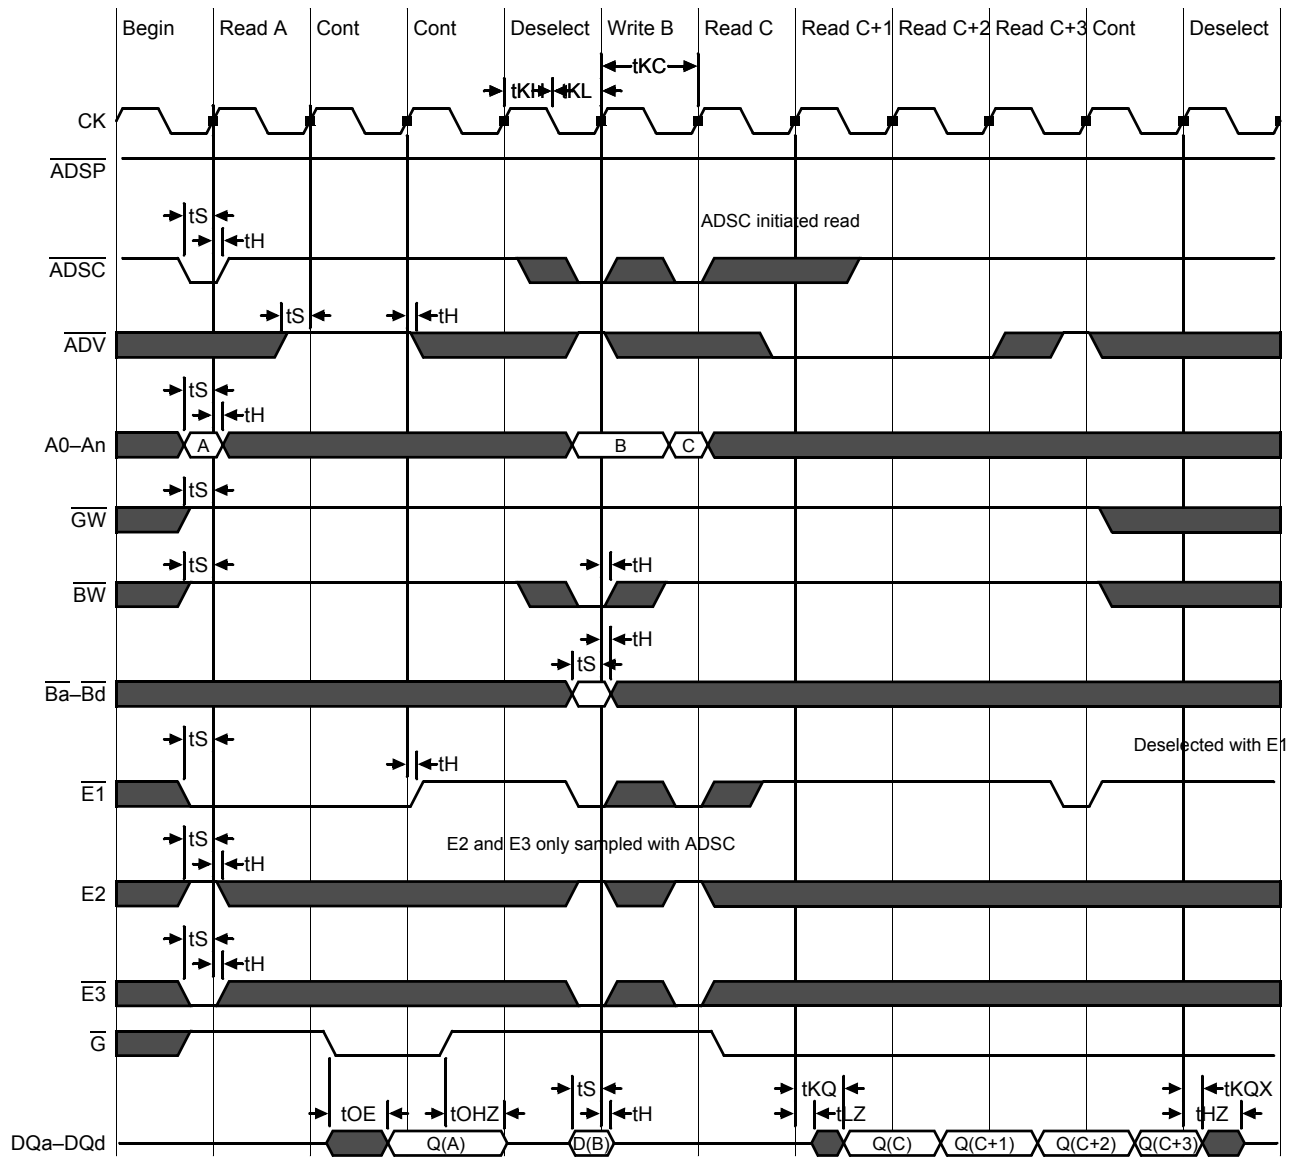 Begin Read A Cont Cont Deselect Write B Read C Read C+1 Read C+2 Read C+3 Cont Deselect
tKC
tKH tKL
CK
ADSP
tS
ADSC initiated read
tH
ADSC
tS tH
ADV
tS
tH
A0–An A B C
tS
GW
tS tH
BW
tH
tS
Ba–Bd
tS Deselected with E1
tH
E1
tS E2 and E3 only sampled with ADSC
tH
E2
tS
tH
E3
G
tS tKQ tKQX
tOE tOHZ tH tLZ tHZ
DQa–DQd Q(A) D(B) Q(C) Q(C+1) Q(C+2) Q(C+3)